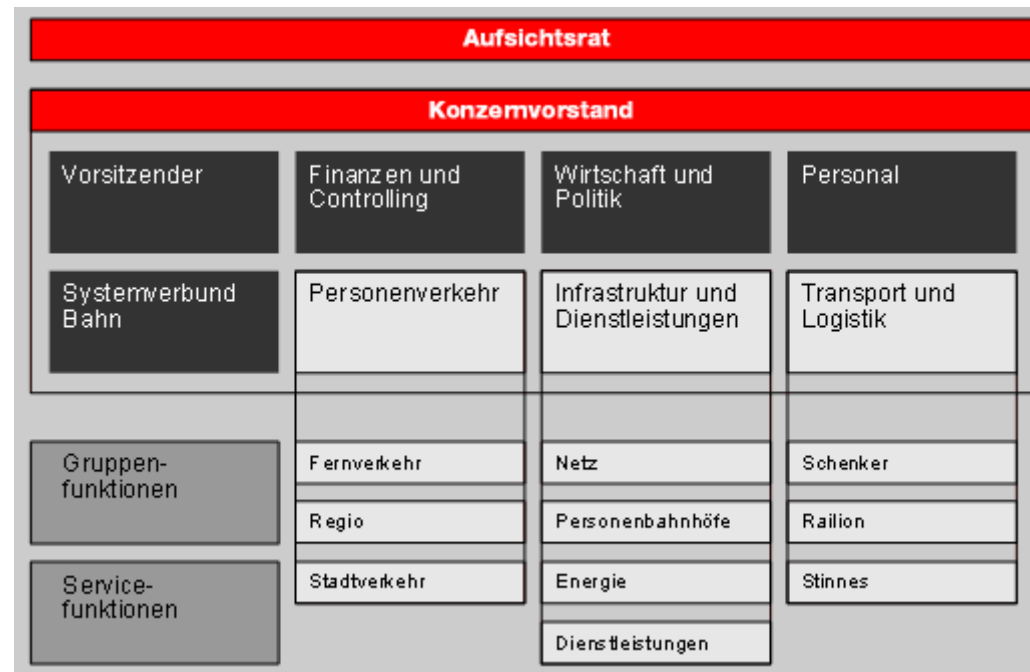 Aufsichtsrat
Konzernvorstand
Vorsitzender
Finanzen und
Controlling
Wirtschaft und
Politik
Personal
Systemverbund
Bahn
Personenverkehr
Infrastruktur und
Dienstleistungen
Transport und
Logistik
Gruppen-
funktionen
Fernverkehr
Netz
Schenker
Regio
Personenbahnhöfe
Railion
Service-
funktionen
Stadtverkehr
Energie
Stinnes
Dienstleistungen